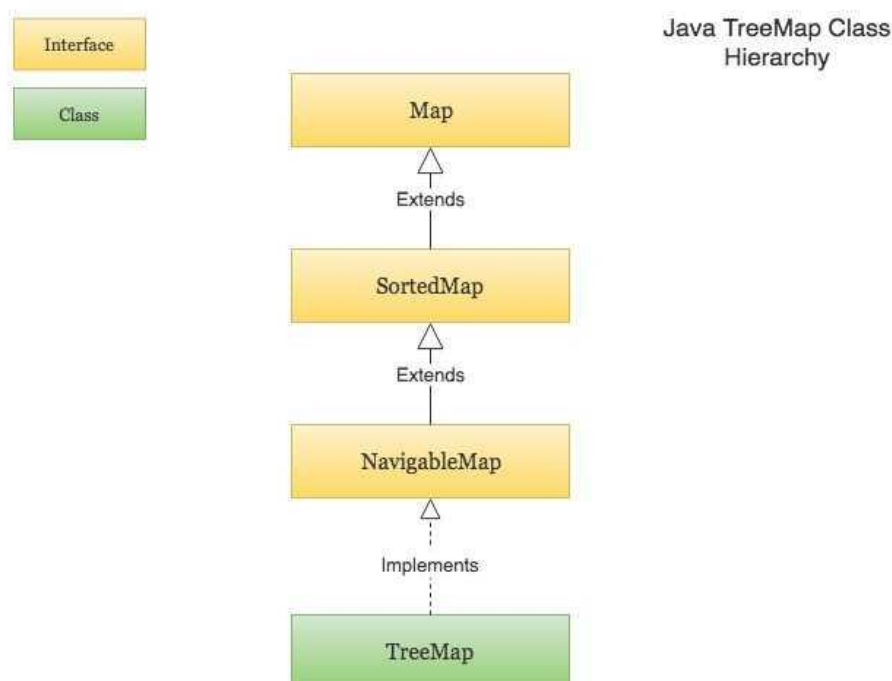 Interface
Class
Java TreeMap Class
Hierarchy
Map
Extends
SortedMap
Extends
NavigableMap
Implements
TreeMap